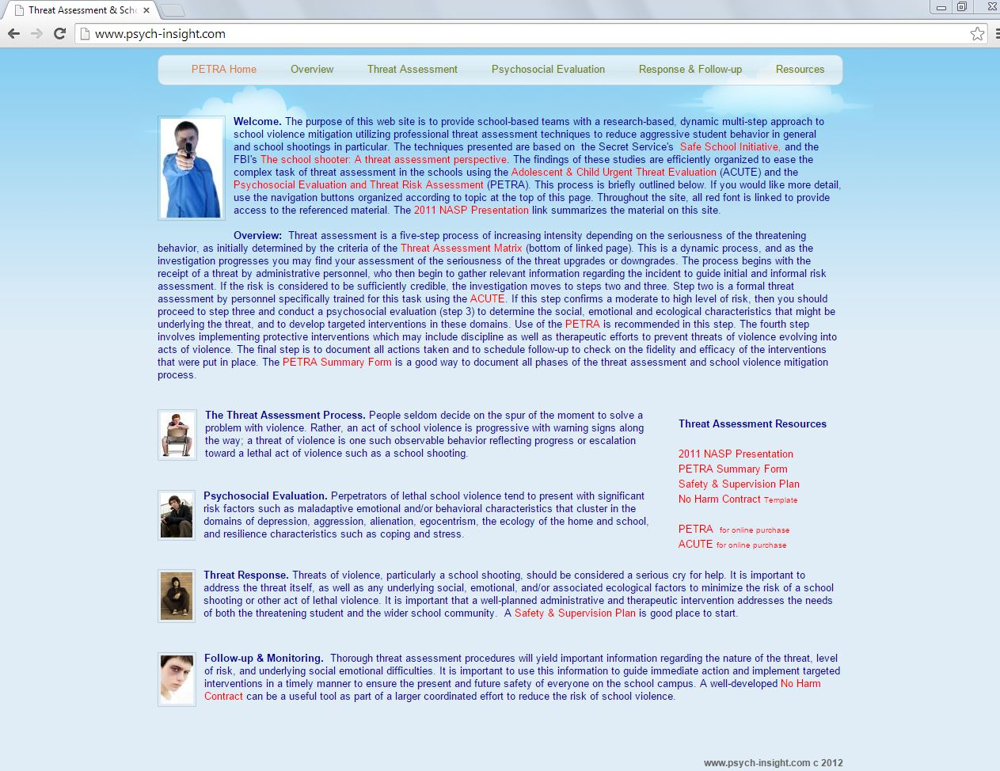 Threat Assessment & Scho
www.psych-insight.com
PETRA Home Overview Threat Assessment Psychosocial Evaluation Response & Follow-up Resources
Welcome. The purpose of this web site is to provide school-based teams with a research-based, dynamic multi-step approach to
school violence mitigation utilizing professional threat assessment techniques to reduce aggressive student behavior in general
and school shootings in particular. The techniques presented are based on the Secret Service's Safe School Initiative, and the
FBI's The school shooter: A threat assessment perspective. The findings of these studies are efficiently organized to ease the
complex task of threat assessment in the schools using the Adolescent & Child Urgent Threat Evaluation (ACUTE) and the
Psychosocial Evaluation and Threat Risk Assessment (PETRA). This process is briefly outlined below. If you would like more detail,
use the navigation buttons organized according to topic at the top of this page. Throughout the site, all red font is linked to provide
access to the referenced material. The 2011 NASP Presentation link summarizes the material on this site.
Overview: Threat assessment is a five-step process of increasing intensity depending on the seriousness of the threatening
behavior, as initially determined by the criteria of the Threat Assessment Matrix (bottom of linked page). This is a dynamic process, and as the
investigation progresses you may find your assessment of the seriousness of the threat upgrades or downgrades. The process begins with the
receipt of a threat by administrative personnel, who then begin to gather relevant information regarding the incident to guide initial and informal risk
assessment. If the risk is considered to be sufficiently credible, the investigation moves to steps two and three. Step two is a formal threat
assessment by personnel specifically trained for this task using the ACUTE. If this step confirms a moderate to high level of risk, then you should
proceed to step three and conduct a psychosocial evaluation (step 3) to determine the social, emotional and ecological characteristics that might be
underlying the threat, and to develop targeted interventions in these domains. Use of the PETRA is recommended in this step. The fourth step
involves implementing protective interventions which may include discipline as well as therapeutic efforts to prevent threats of violence evolving into
acts of violence. The final step is to document all actions taken and to schedule follow-up to check on the fidelity and efficacy of the interventions
that were put in place. The PETRA Summary Form is a good way to document all phases of the threat assessment and school violence mitigation
process.
The Threat Assessment Process. People seldom decide on the spur of the moment to solve a
problem with violence. Rather, an act of school violence is progressive with warning signs along
the way; a threat of violence is one such observable behavior reflecting progress or escalation
toward a lethal act of violence such as a school shooting.
Psychosocial Evaluation. Perpetrators of lethal school violence tend to present with significant
risk factors such as maladaptive emotional and/or behavioral characteristics that cluster in the
domains of depression, aggression, alienation, egocentrism, the ecology of the home and school,
and resilience characteristics such as coping and stress.
Threat Assessment Resources
2011 NASP Presentation
PETRA Summary Form
Safety & Supervision Plan
No Harm Contract Template
PETRA for online purchase
ACUTE for online purchase
Threat Response. Threats of violence, particularly a school shooting, should be considered a serious cry for help. It is important to
address the threat itself, as well as any underlying social, emotional, and/or associated ecological factors to minimize the risk of a school
shooting or other act of lethal violence. It is important that a well-planned administrative and therapeutic intervention addresses the needs
of both the threatening student and the wider school community. A Safety & Supervision Plan is good place to start.
Follow-up & Monitoring. Thorough threat assessment procedures will yield important information regarding the nature of the threat, level
of risk, and underlying social emotional difficulties. It is important to use this information to guide immediate action and implement targeted
interventions in a timely manner to ensure the present and future safety of everyone on the school campus. A well-developed No Harm
Contract can be a useful tool as part of a larger coordinated effort to reduce the risk of school violence.
www.psych-insight.com c 2012